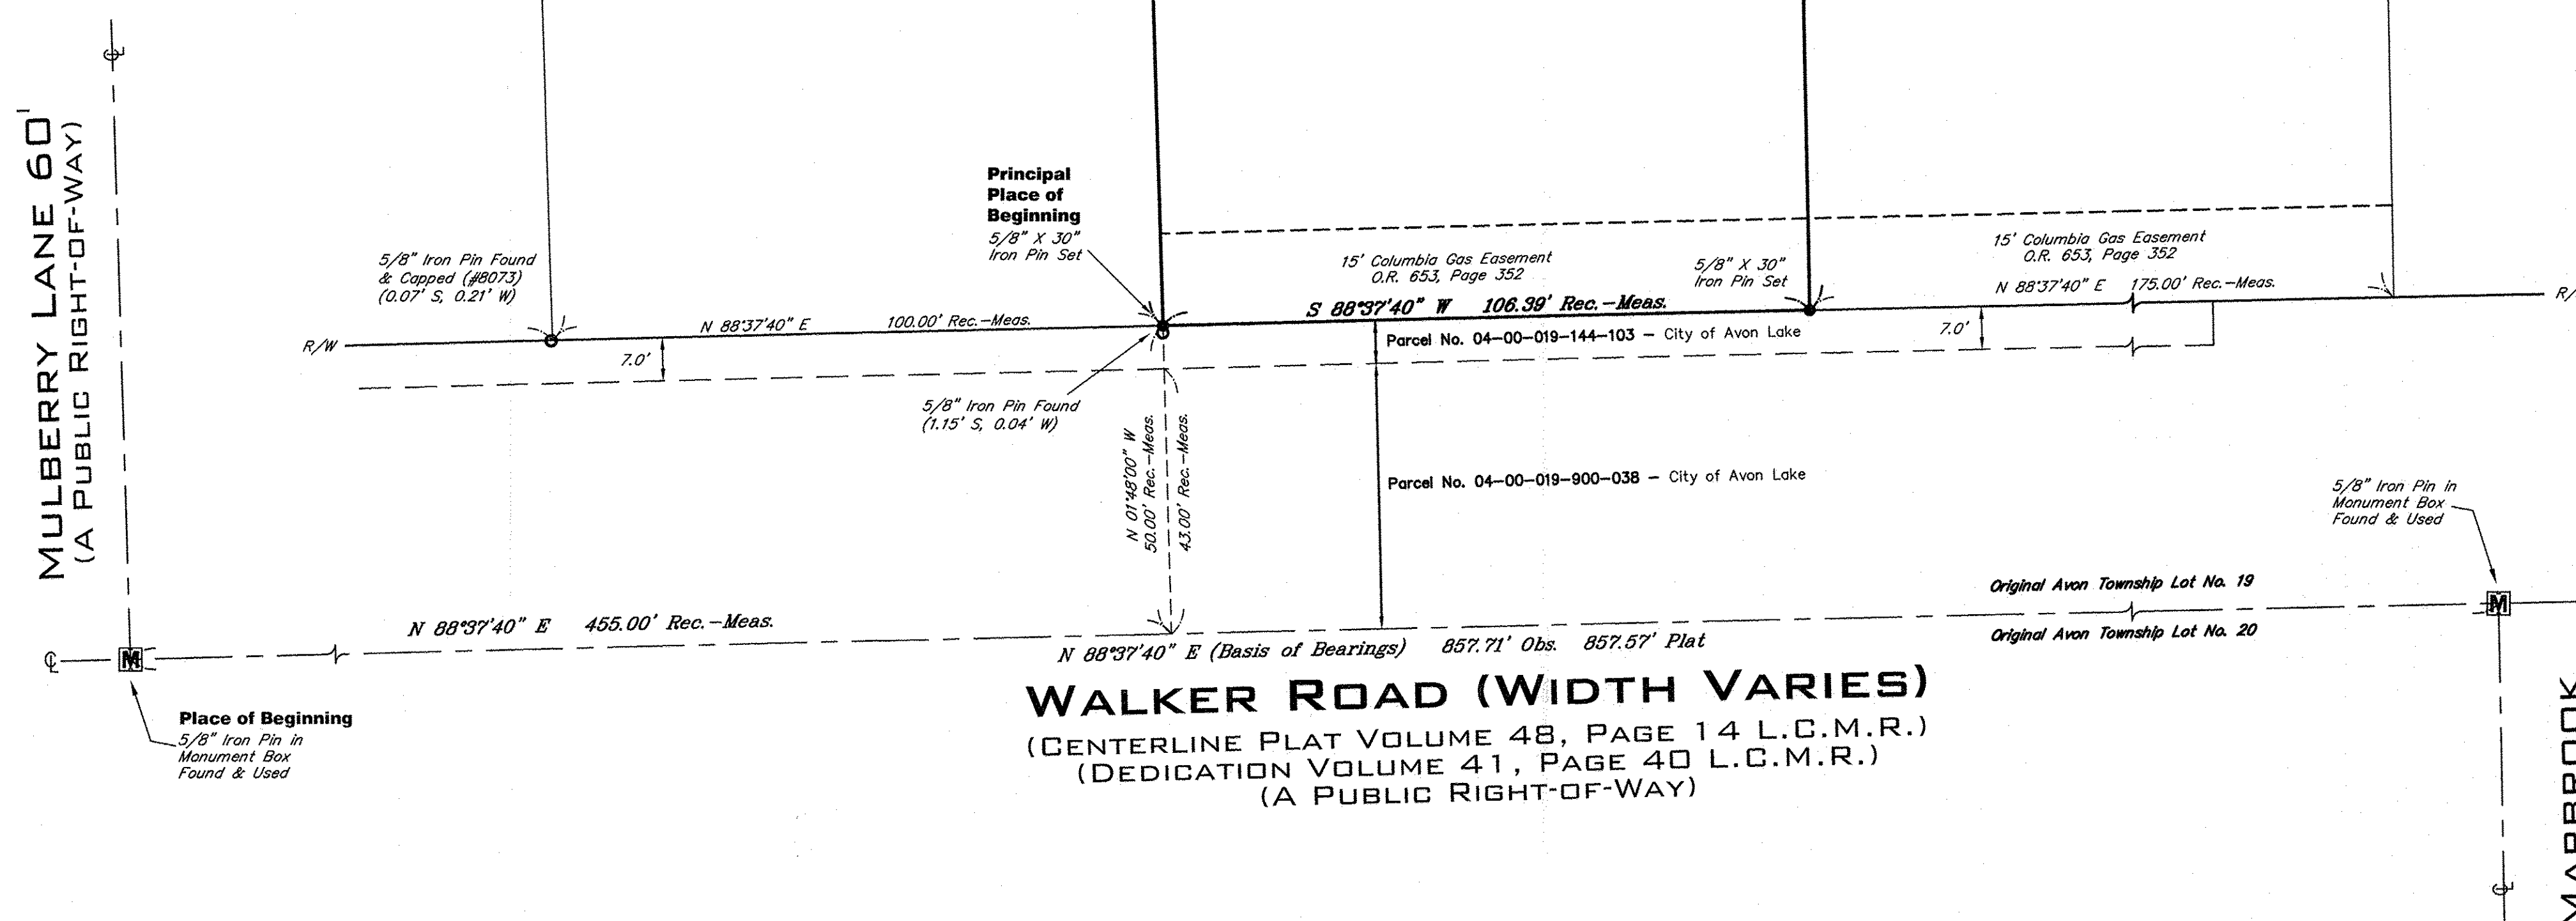 MULBERRY LANE 60'
(A PUBLIC RIGHT-OF-WAY)
Principal
Place of
Beginning
5/8" X 30"
Iron Pin Set
5/8" Iron Pin Found
& Capped (#8073)
(0.07' S, 0.21' W)
15' Columbia Gas Easement
O.R. 653, Page 352
5/8" X 30"
Iron Pin Set
15' Columbia Gas Easement
O.R. 653, Page 352
R/W
N 88°37'40" E 100.00' Rec.-Meas.
S 88°37'40" W 106.39' Rec.-Meas.
N 88°37'40" E 175.00' Rec.-Meas.
R/
7.0'
Parcel No. 04-00-019-144-103 - City of Avon Lake
7.0'
5/8" Iron Pin Found
(1.15' S, 0.04' W)
N 01°48'00" W
50.00' Rec.-Meas.
43.00' Rec.-Meas.
Parcel No. 04-00-019-900-038 - City of Avon Lake
5/8" Iron Pin in
Monument Box
Found & Used
Original Avon Township Lot No. 19
Original Avon Township Lot No. 20
N 88°37'40" E 455.00' Rec.-Meas.
N 88°37'40" E (Basis of Bearings) 857.71' Obs. 857.57' Plat
M
M
Place of Beginning
5/8" Iron Pin in
Monument Box
Found & Used
WALKER ROAD (WIDTH VARIES)
(CENTERLINE PLAT VOLUME 48, PAGE 14 L.C.M.R.)
(DEDICATION VOLUME 41, PAGE 40 L.C.M.R.)
(A PUBLIC RIGHT-OF-WAY)